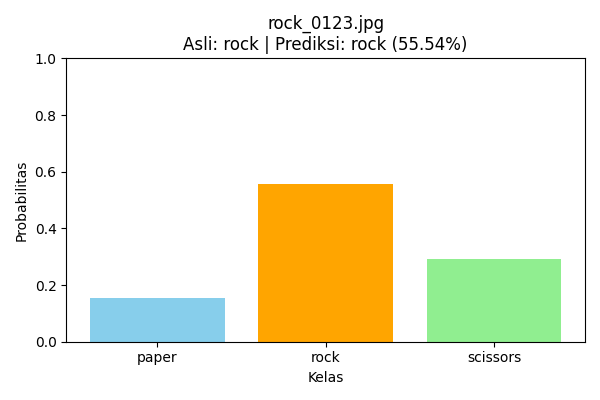 rock_0123.jpg
Asli: rock | Prediksi: rock (55.54%)
1.0
0.8
0.6
0.4
0.2
0.0
Probabilitas
paper
rock
scissors
Kelas